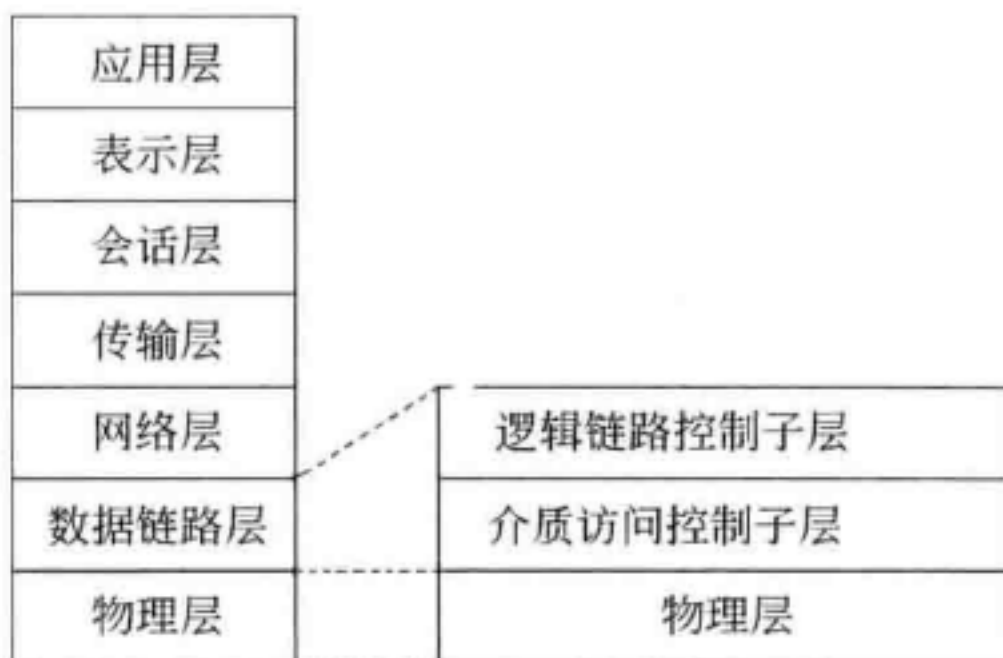 应用层
表示层
会话层
传输层
网络层
逻辑链路控制子层
数据链路层
介质访问控制子层
物理层
物理层